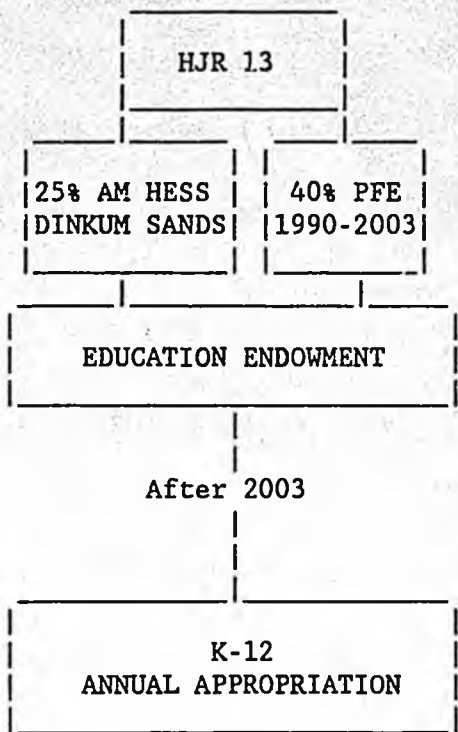 HJR 13
25% AM HESS
DINKUM SANDS
40% PFE
1990-2003
EDUCATION ENDOWMENT
After 2003
K-12
ANNUAL APPROPRIATION